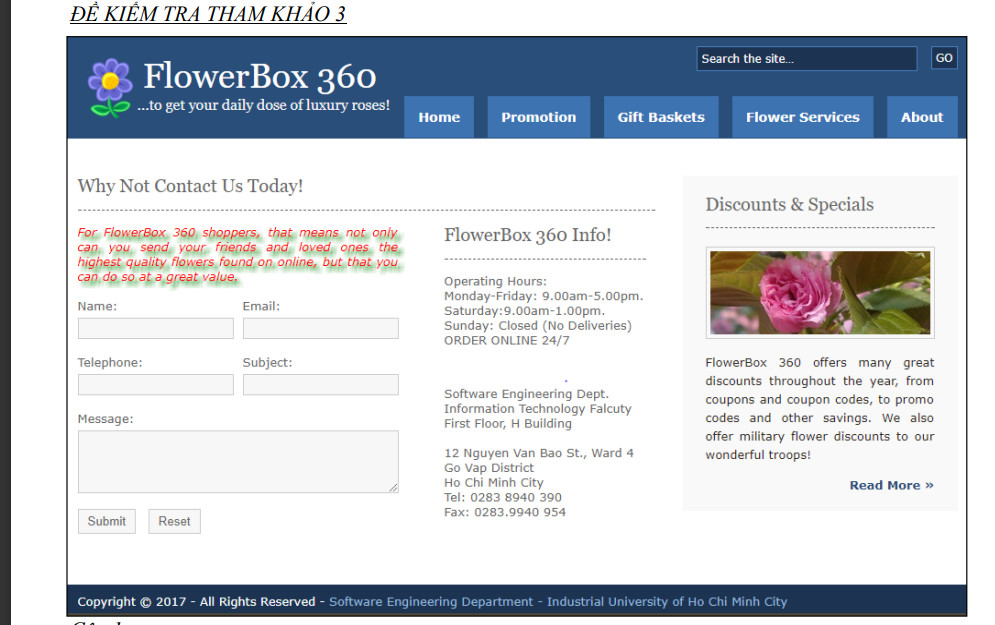 ĐỀ KIỂM TRA THAM KHẢO 3
Search the site...
GO
FlowerBox 360
...to get your daily dose of luxury roses!
Home
Promotion
Gift Baskets
Flower Services
About
Why Not Contact Us Today!
For FlowerBox 360 shoppers, that means not only
can you send your friends and loved ones the
highest quality flowers found on online, but that you
can do so at a great value.
Name:
Email:
Telephone:
Subject:
Message:
Submit
Reset
FlowerBox 360 Info!
Operating Hours:
Monday-Friday: 9.00am-5.00pm.
Saturday:9.00am-1.00pm.
Sunday: Closed (No Deliveries)
ORDER ONLINE 24/7
Software Engineering Dept.
Information Technology Falcuty
First Floor, H Building
12 Nguyen Van Bao St., Ward 4
Go Vap District
Ho Chi Minh City
Tel: 0283 8940 390
Fax: 0283.9940 954
Discounts & Specials
FlowerBox 360 offers many great
discounts throughout the year, from
coupons and coupon codes, to promo
codes and other savings. We also
offer military flower discounts to our
wonderful troops!
Read More »
Copyright © 2017 - All Rights Reserved - Software Engineering Department - Industrial University of Ho Chi Minh City